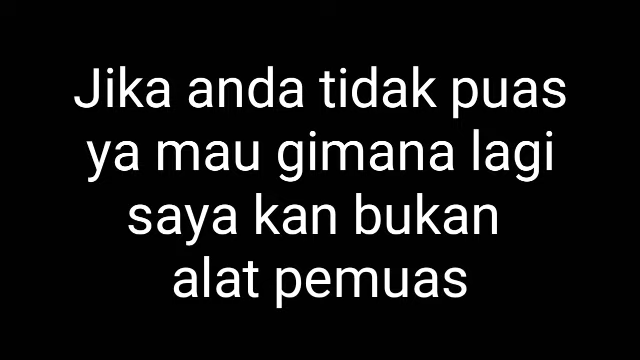 Jika anda tidak puas
ya mau gimana lagi
saya kan bukan
alat pemuas